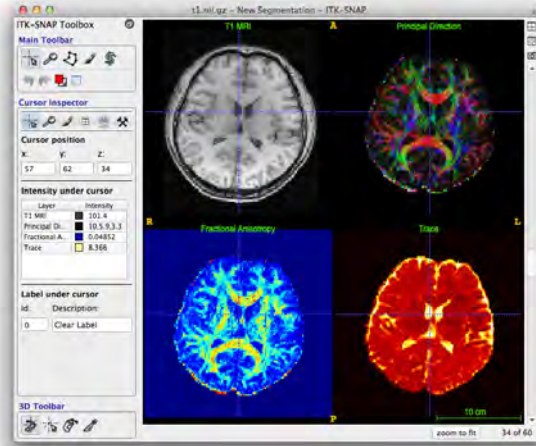 t1.nii.gz – New Segmentation – ITK-SNAP
ITK-SNAP Toolbox
Main Toolbar
Cursor Inspector
Cursor position
x: y: z:
57 62 34
Intensity under cursor
Layer Intensity
T1 MRI 101.4
Principal Di... 10.5,9,3.3
Fractional A... 0.04852
Trace 8.366
Label under cursor
Id: Description:
0 Clear Label
3D Toolbar
T1 MRI
A
Principal Direction
R
L
Fractional Anisotropy
Trace
P
10 cm
zoom to fit 34 of 60